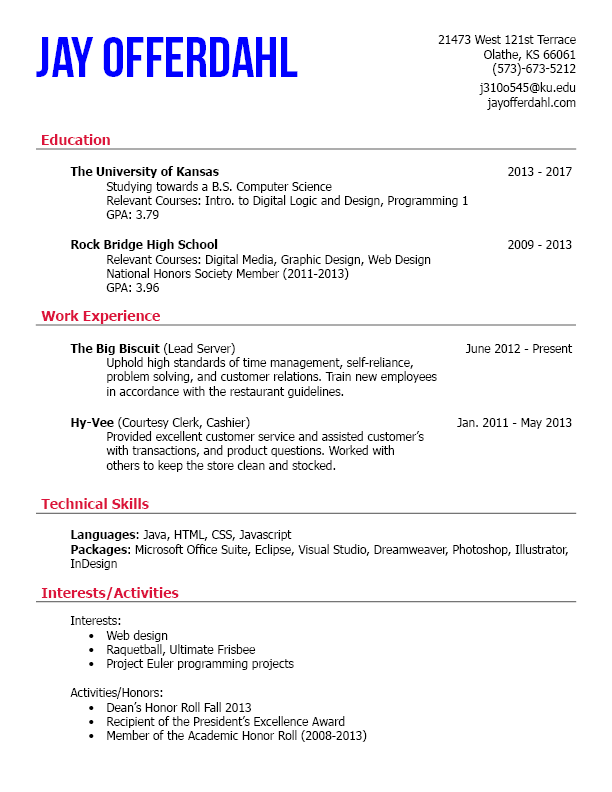 JAY OFFERDAHL
21473 West 121st Terrace
Olathe, KS 66061
(573)-673-5212
j310o545@ku.edu
jayofferdahl.com
Education
The University of Kansas 2013 - 2017
Studying towards a B.S. Computer Science
Relevant Courses: Intro. to Digital Logic and Design, Programming 1
GPA: 3.79
Rock Bridge High School 2009 - 2013
Relevant Courses: Digital Media, Graphic Design, Web Design
National Honors Society Member (2011-2013)
GPA: 3.96
Work Experience
The Big Biscuit (Lead Server) June 2012 - Present
Uphold high standards of time management, self-reliance,
problem solving, and customer relations. Train new employees
in accordance with the restaurant guidelines.
Hy-Vee (Courtesy Clerk, Cashier) Jan. 2011 - May 2013
Provided excellent customer service and assisted customer's
with transactions, and product questions. Worked with
others to keep the store clean and stocked.
Technical Skills
Languages: Java, HTML, CSS, Javascript
Packages: Microsoft Office Suite, Eclipse, Visual Studio, Dreamweaver, Photoshop, Illustrator,
InDesign
Interests/Activities
Interests:
• Web design
• Raquetball, Ultimate Frisbee
• Project Euler programming projects
Activities/Honors:
• Dean's Honor Roll Fall 2013
• Recipient of the President's Excellence Award
• Member of the Academic Honor Roll (2008-2013)